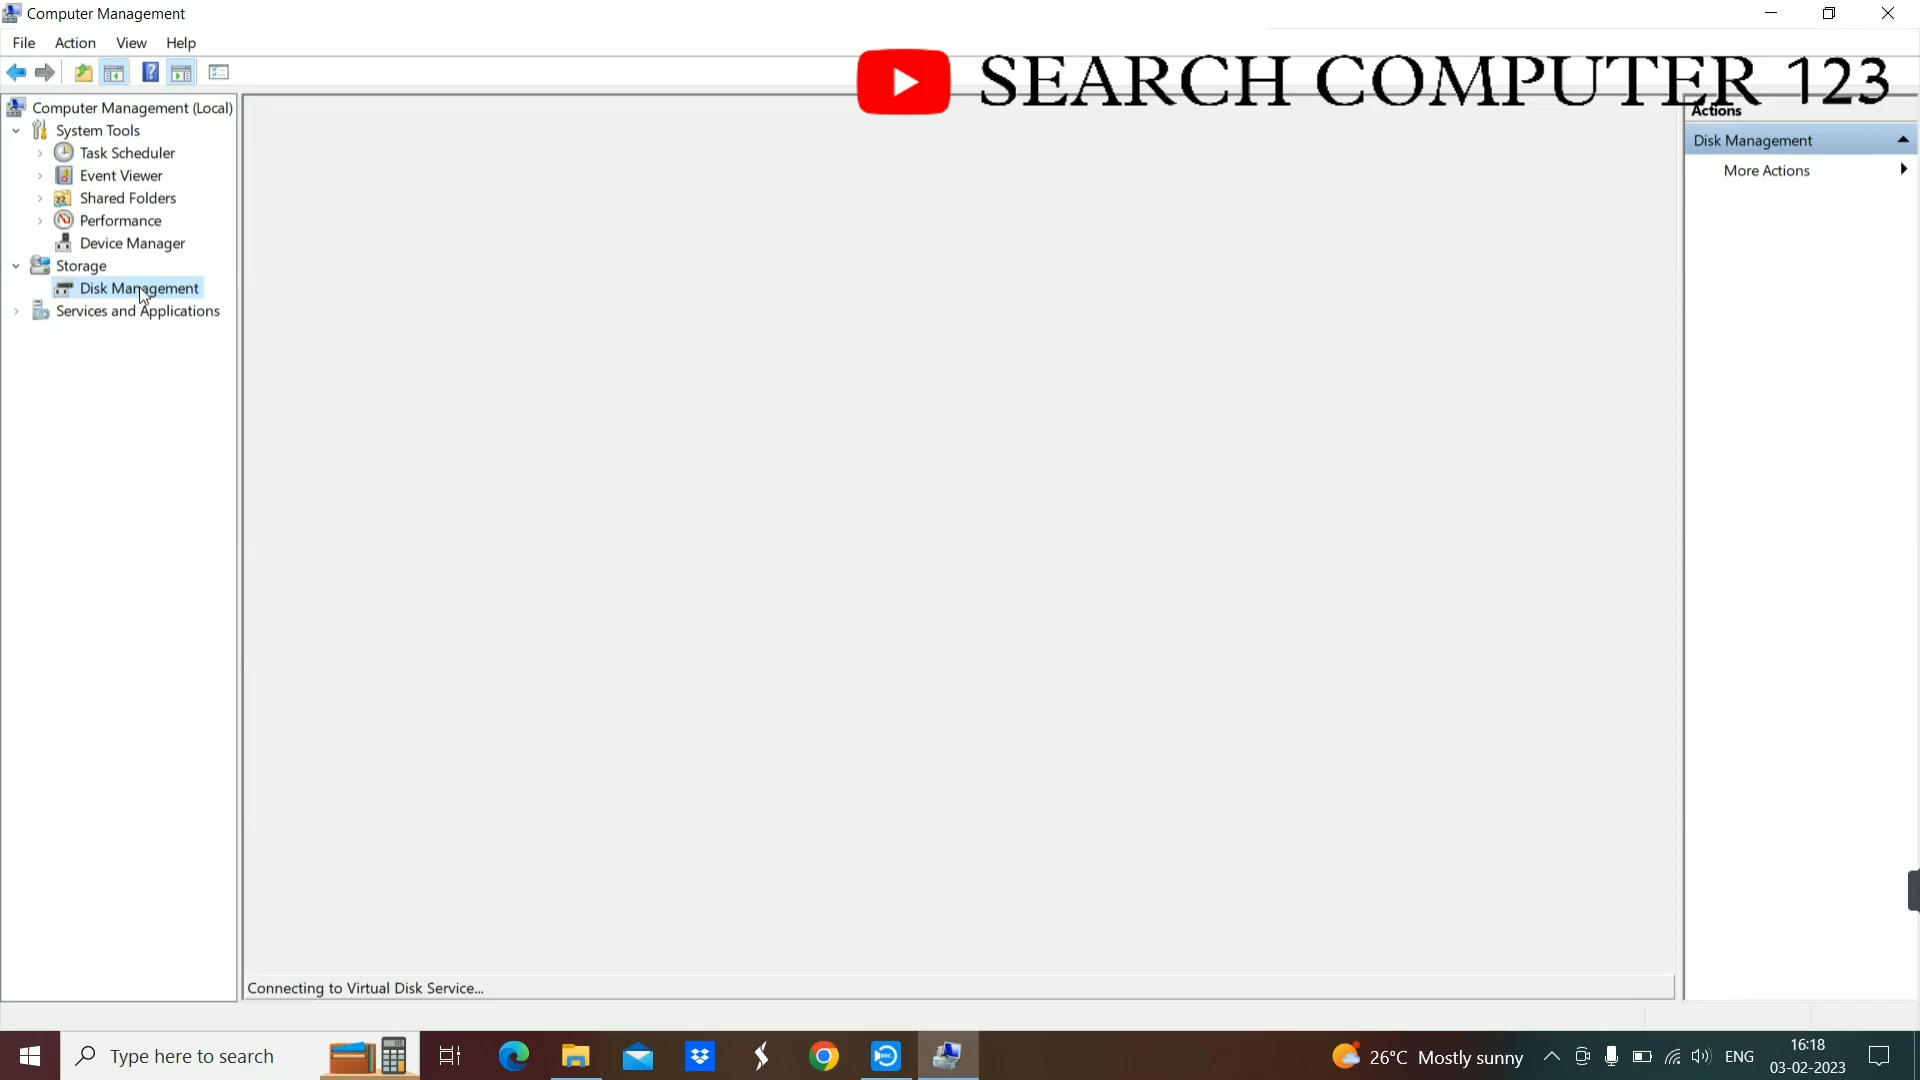 Computer Management
File Action View Help
SEARCH COMPUTER 123
Computer Management (Local)
System Tools
Task Scheduler
Event Viewer
Shared Folders
Performance
Device Manager
Storage
Disk Management
Services and Applications
Actions
Disk Management
More Actions
Connecting to Virtual Disk Service...
Type here to search
26°C Mostly sunny
ENG
16:18
03-02-2023